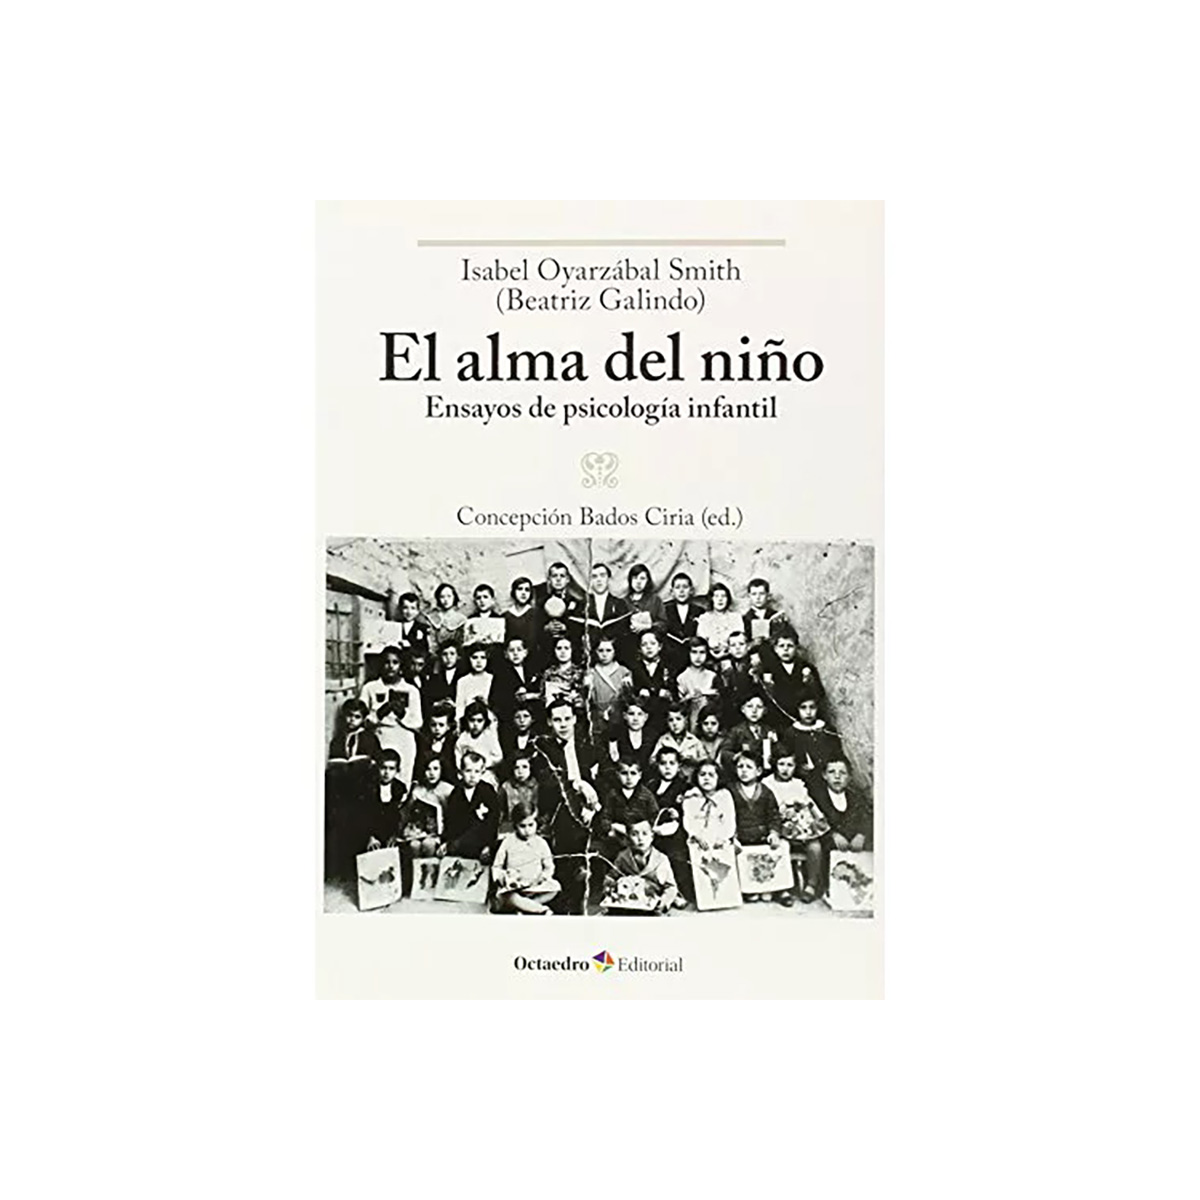 Isabel Oyarzábal Smith
(Beatriz Galindo)
El alma del niño
Ensayos de psicología infantil
Concepción Bados Ciria (ed.)
Octaedro Editorial